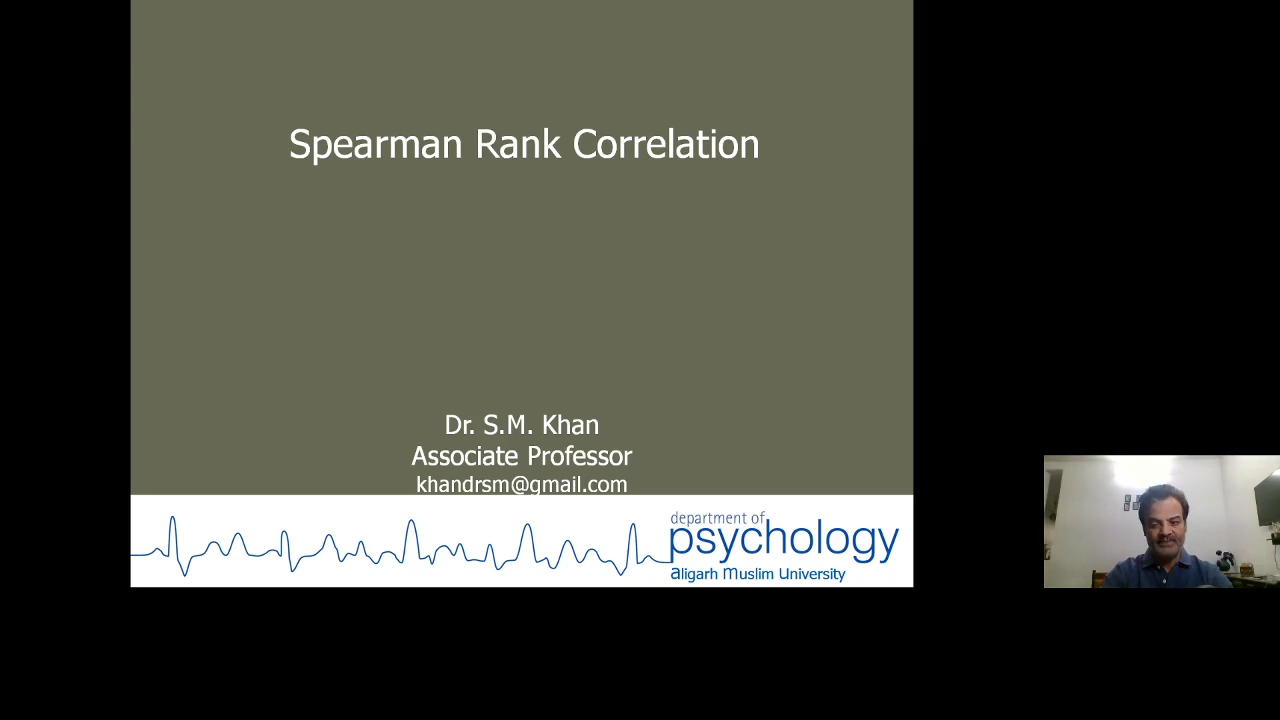 Spearman Rank Correlation
Dr. S.M. Khan
Associate Professor
khandrsm@gmail.com
department of
psychology
aligarh muslim University